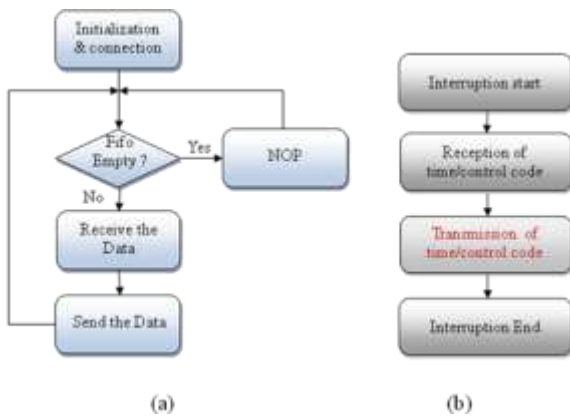 Initialization
& connection
Fifo
Empty ?
Yes
NOP
No
Receive the
Data
Send the Data
(a)
Interruption start
Reception of
time/control code
Transmission of
time/control code
Interruption End
(b)